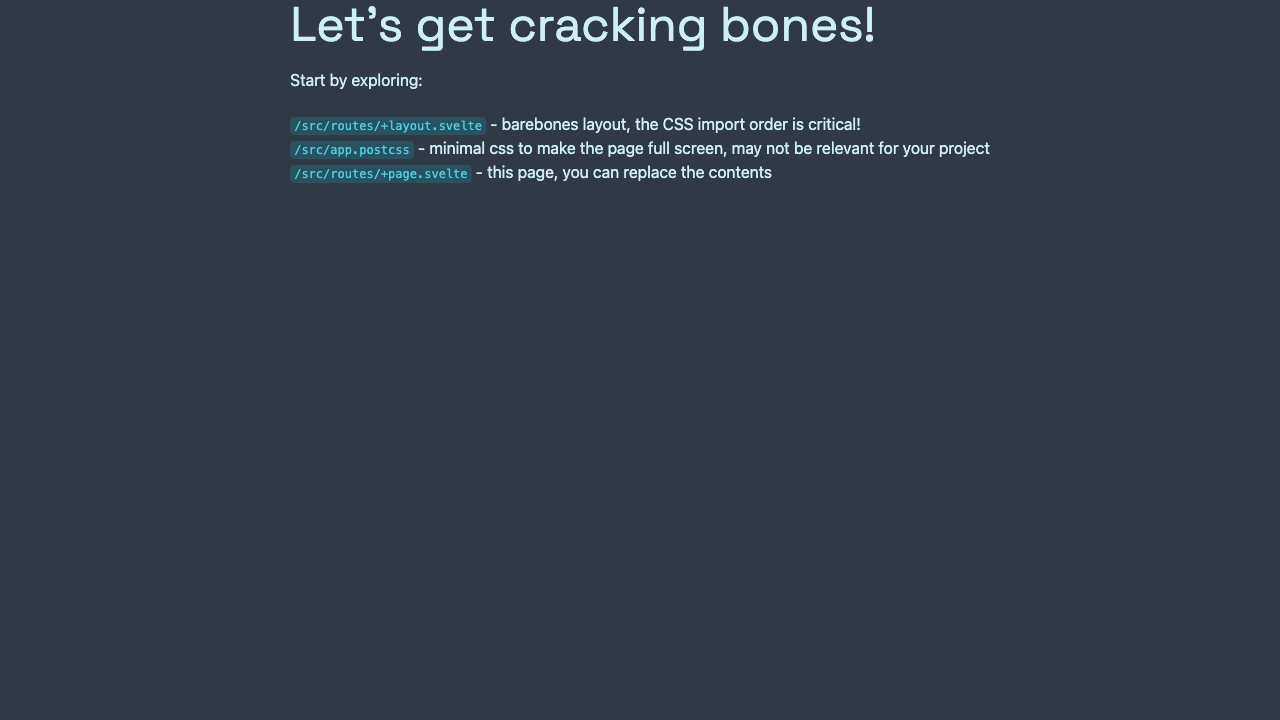 Let's get cracking bones!
Start by exploring:
/src/routes/+layout.svelte - barebones layout, the CSS import order is critical!
/src/app.postcss - minimal css to make the page full screen, may not be relevant for your project
/src/routes/+page.svelte - this page, you can replace the contents